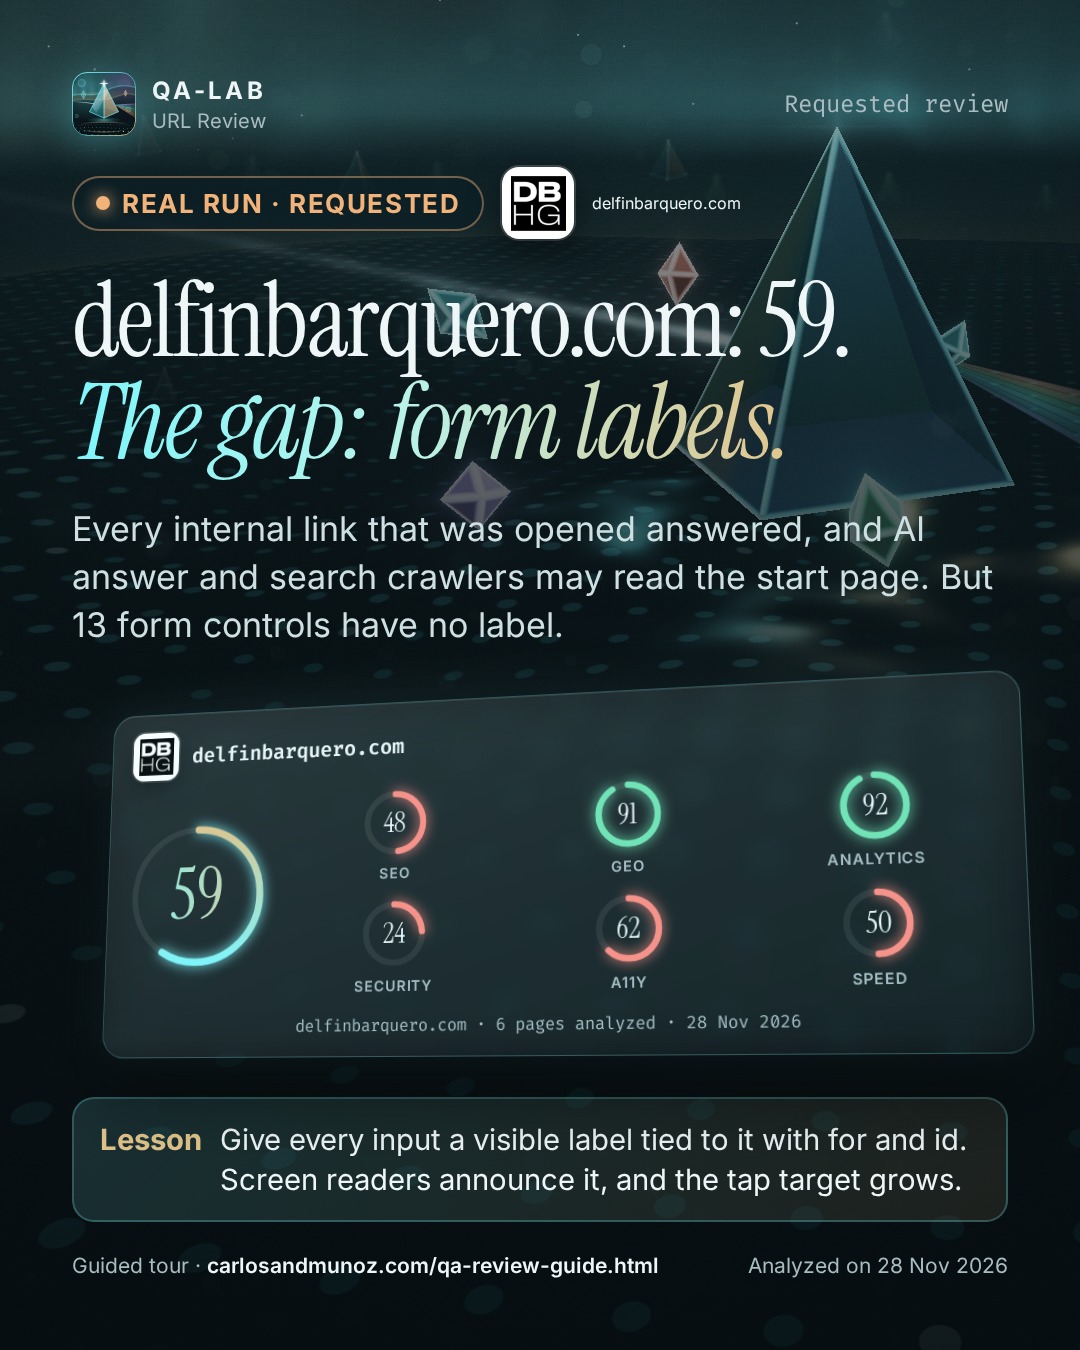 QA-LAB
URL Review
Requested review
REAL RUN · REQUESTED
DB
HG
delfinbarquero.com
delfinbarquero.com: 59.
The gap: form labels.
Every internal link that was opened answered, and AI
answer and search crawlers may read the start page. But
13 form controls have no label.
DB
HG
delfinbarquero.com
59
48
SEO
91
GEO
92
ANALYTICS
24
SECURITY
62
A11Y
50
SPEED
delfinbarquero.com · 6 pages analyzed · 28 Nov 2026
Lesson Give every input a visible label tied to it with for and id.
Screen readers announce it, and the tap target grows.
Guided tour · carlosandmunoz.com/qa-review-guide.html
Analyzed on 28 Nov 2026